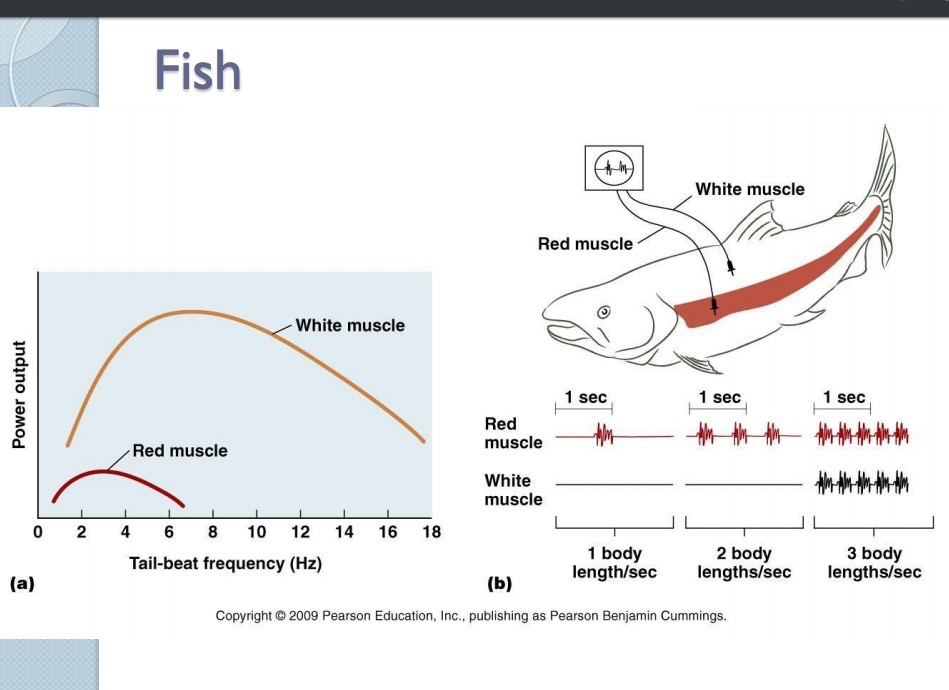 Fish
White muscle
Red muscle
Power output
0 2 4 6 8 10 12 14 16 18
Tail-beat frequency (Hz)
(a)
White muscle
Red muscle
1 sec 1 sec 1 sec
Red
muscle
White
muscle
1 body
length/sec
2 body
lengths/sec
3 body
lengths/sec
(b)
Copyright © 2009 Pearson Education, Inc., publishing as Pearson Benjamin Cummings.